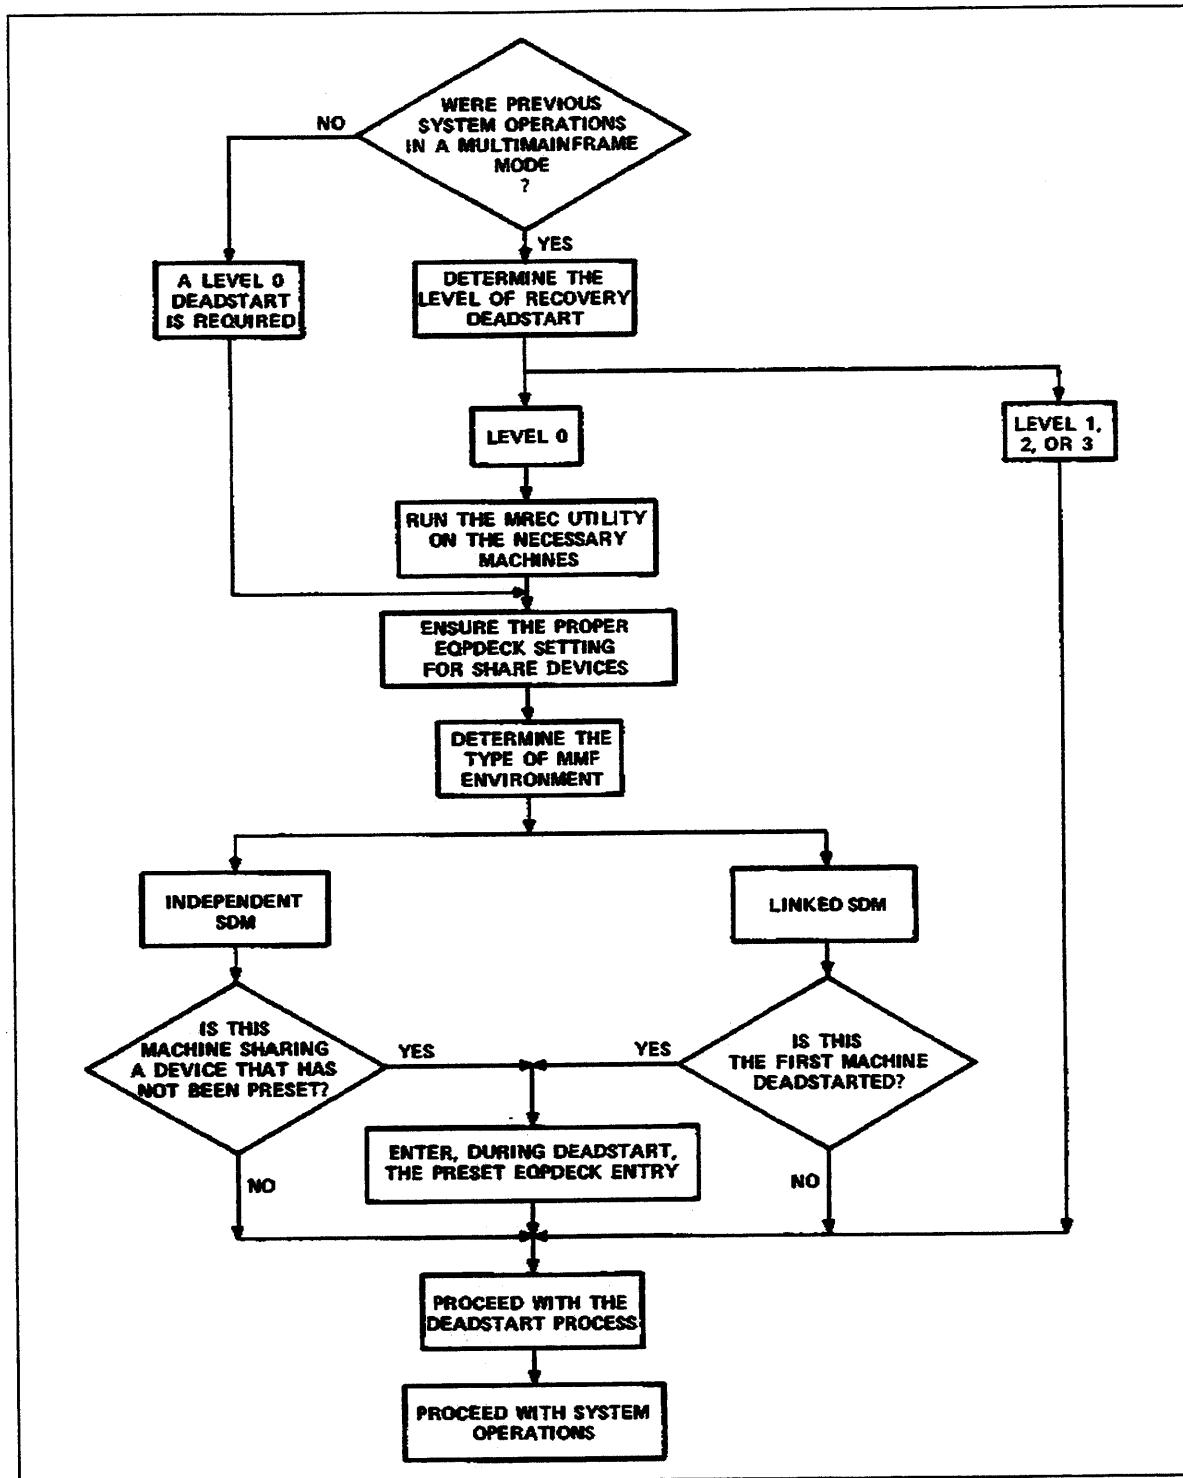 WERE PREVIOUS
SYSTEM OPERATIONS
IN A MULTIMAINFRAME
MODE
?
NO
YES
A LEVEL 0
DEADSTART
IS REQUIRED
DETERMINE THE
LEVEL OF RECOVERY
DEADSTART
LEVEL 0
LEVEL 1,
2, OR 3
RUN THE MREC UTILITY
ON THE NECESSARY
MACHINES
ENSURE THE PROPER
EQPDECK SETTING
FOR SHARE DEVICES
DETERMINE THE
TYPE OF MMF
ENVIRONMENT
INDEPENDENT
SDM
LINKED SDM
IS THIS
MACHINE SHARING
A DEVICE THAT HAS
NOT BEEN PRESET?
YES
YES
IS THIS
THE FIRST MACHINE
DEADSTARTED?
ENTER, DURING DEADSTART,
THE PRESET EQPDECK ENTRY
NO
NO
PROCEED WITH THE
DEADSTART PROCESS
PROCEED WITH SYSTEM
OPERATIONS